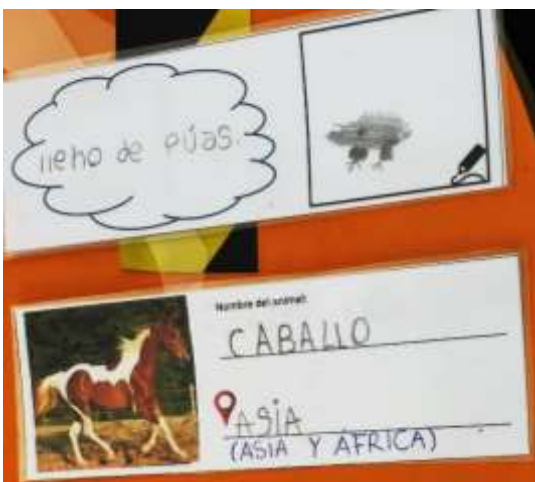 lleno de púas.
Nombre del animal:
CABALLO
ASIA
(ASIA Y ÁFRICA)